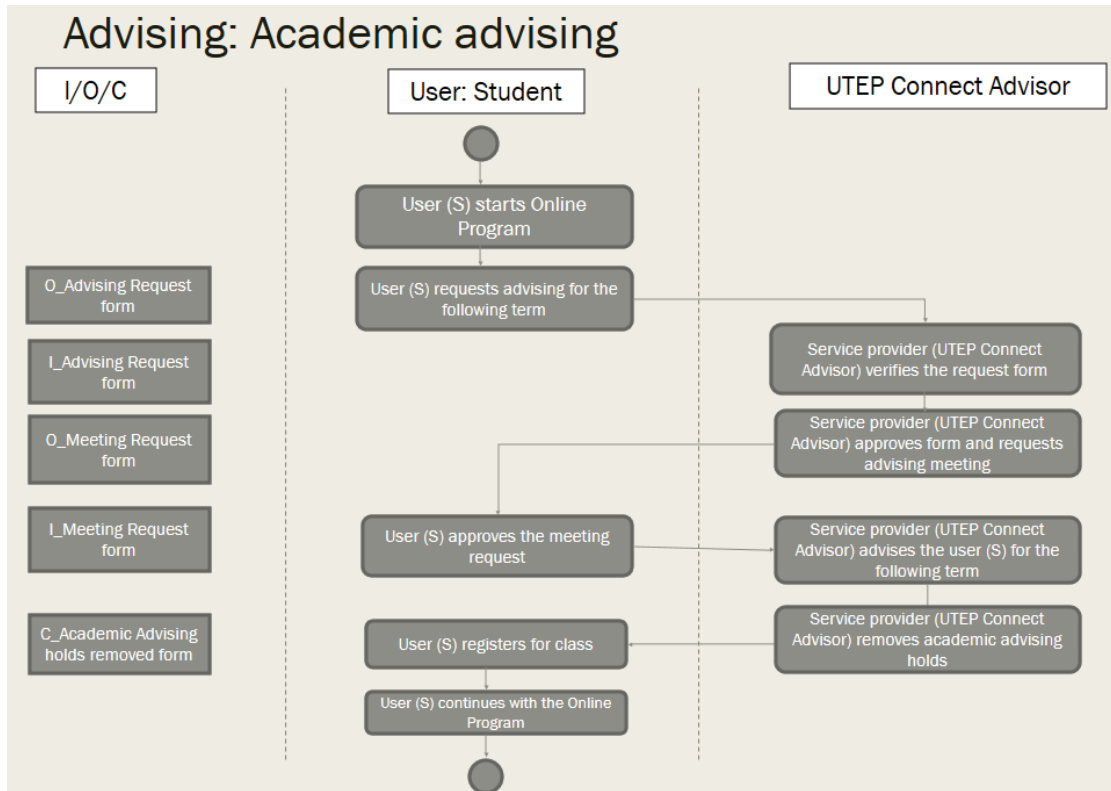 Advising: Academic advising
I/O/C
User: Student
UTEP Connect Advisor
User (S) starts Online
Program
O_Advising Request
form
User (S) requests advising for the
following term
I_Advising Request
form
Service provider (UTEP Connect
Advisor) verifies the request form
O_Meeting Request
form
Service provider (UTEP Connect
Advisor) approves form and requests
advising meeting
I_Meeting Request
form
User (S) approves the meeting
request
Service provider (UTEP Connect
Advisor) advises the user (S) for the
following term
C_Academic Advising
holds removed form
User (S) registers for class
Service provider (UTEP Connect
Advisor) removes academic advising
holds
User (S) continues with the Online
Program